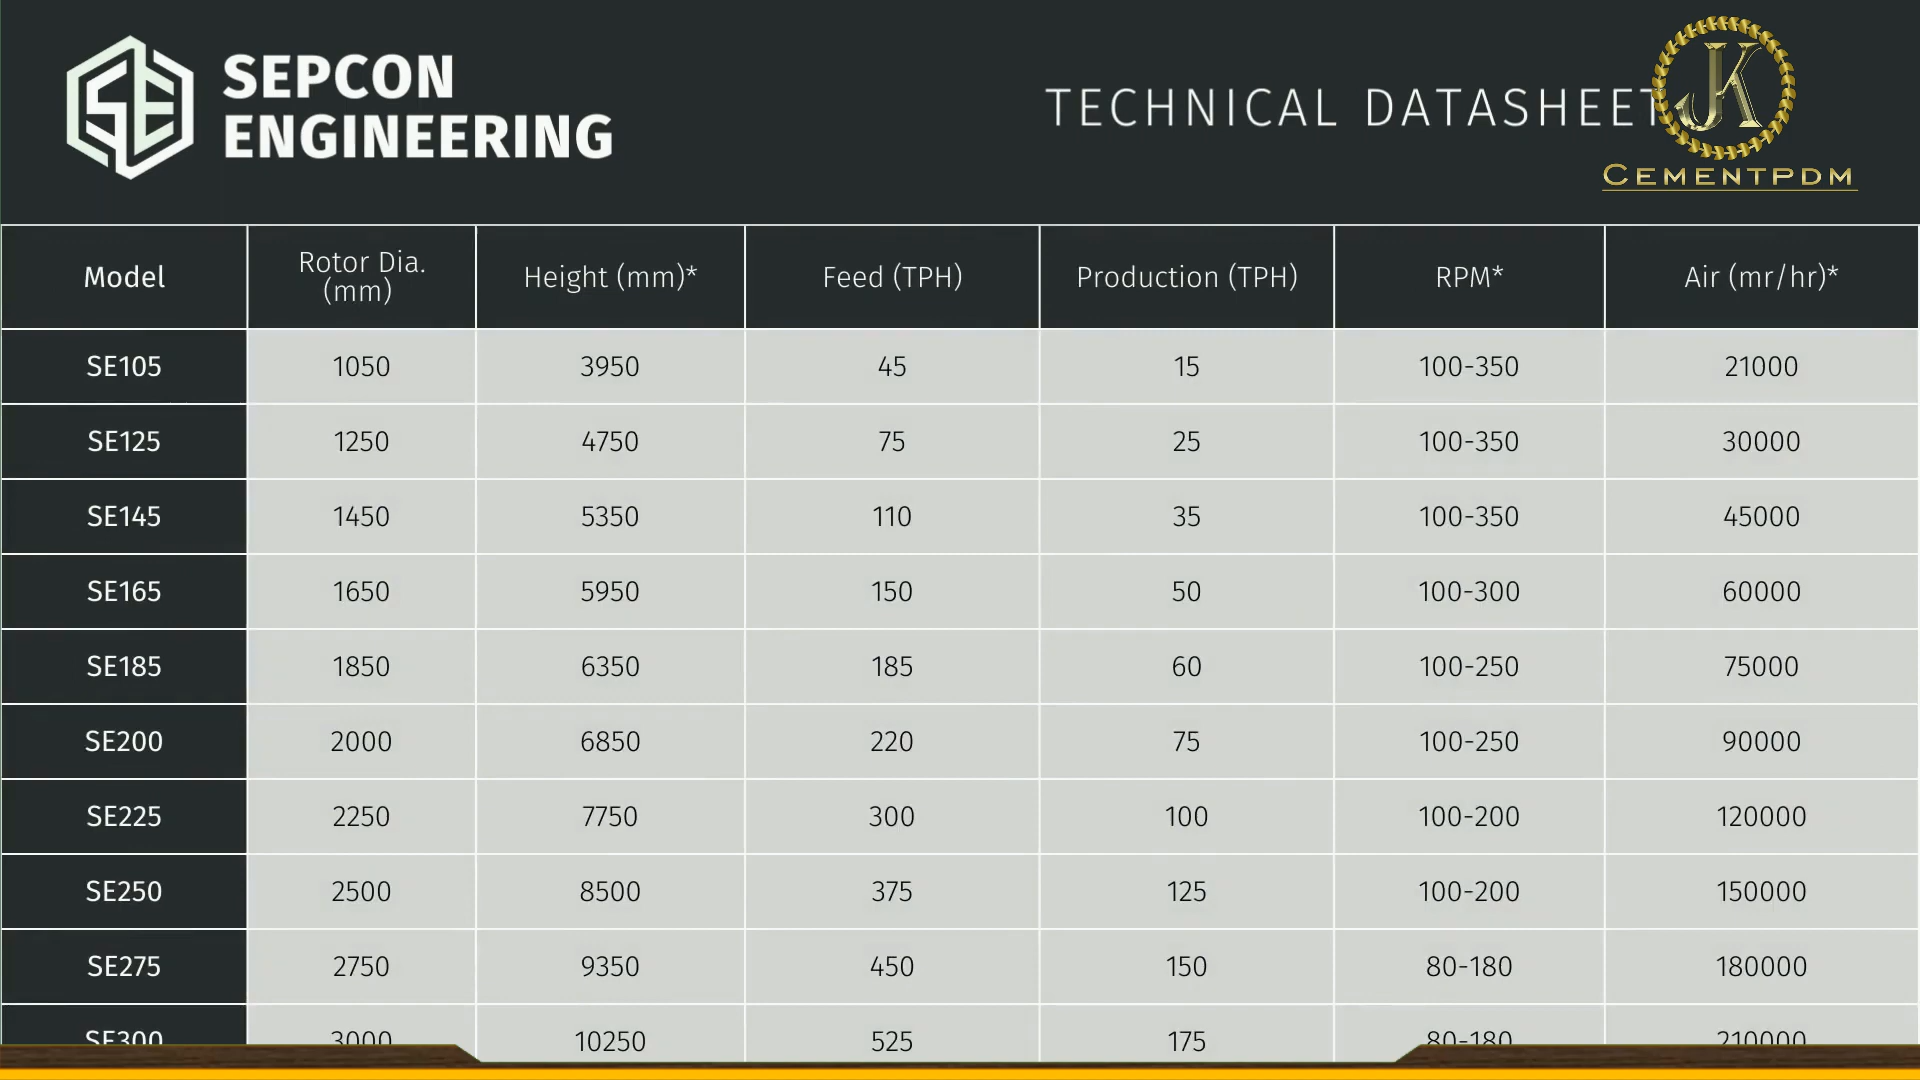 SEPCON
ENGINEERING
TECHNICAL DATASHEET
JK
CEMENTPDM
Model Rotor Dia. (mm) Height (mm)* Feed (TPH) Production (TPH) RPM* Air (mr/hr)*
SE105 1050 3950 45 15 100-350 21000
SE125 1250 4750 75 25 100-350 30000
SE145 1450 5350 110 35 100-350 45000
SE165 1650 5950 150 50 100-300 60000
SE185 1850 6350 185 60 100-250 75000
SE200 2000 6850 220 75 100-250 90000
SE225 2250 7750 300 100 100-200 120000
SE250 2500 8500 375 125 100-200 150000
SE275 2750 9350 450 150 80-180 180000
SE300 3000 10250 525 175 80-180 210000